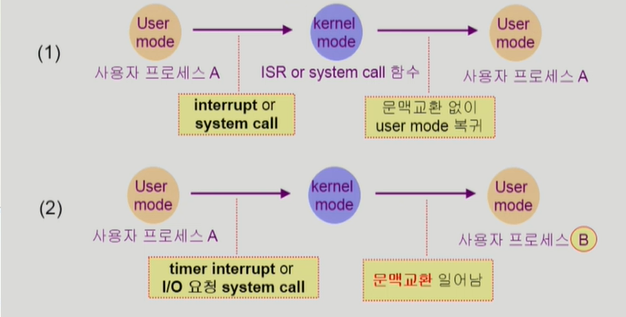 User
mode
kernel
mode
User
mode
(1)
사용자 프로세스 A
ISR or system call 함수
사용자 프로세스 A
interrupt or
system call
문맥교환 없이
user mode 복귀
User
mode
kernel
mode
User
mode
(2)
사용자 프로세스 A
사용자 프로세스 B
timer interrupt or
I/O 요청 system call
문맥교환 일어남